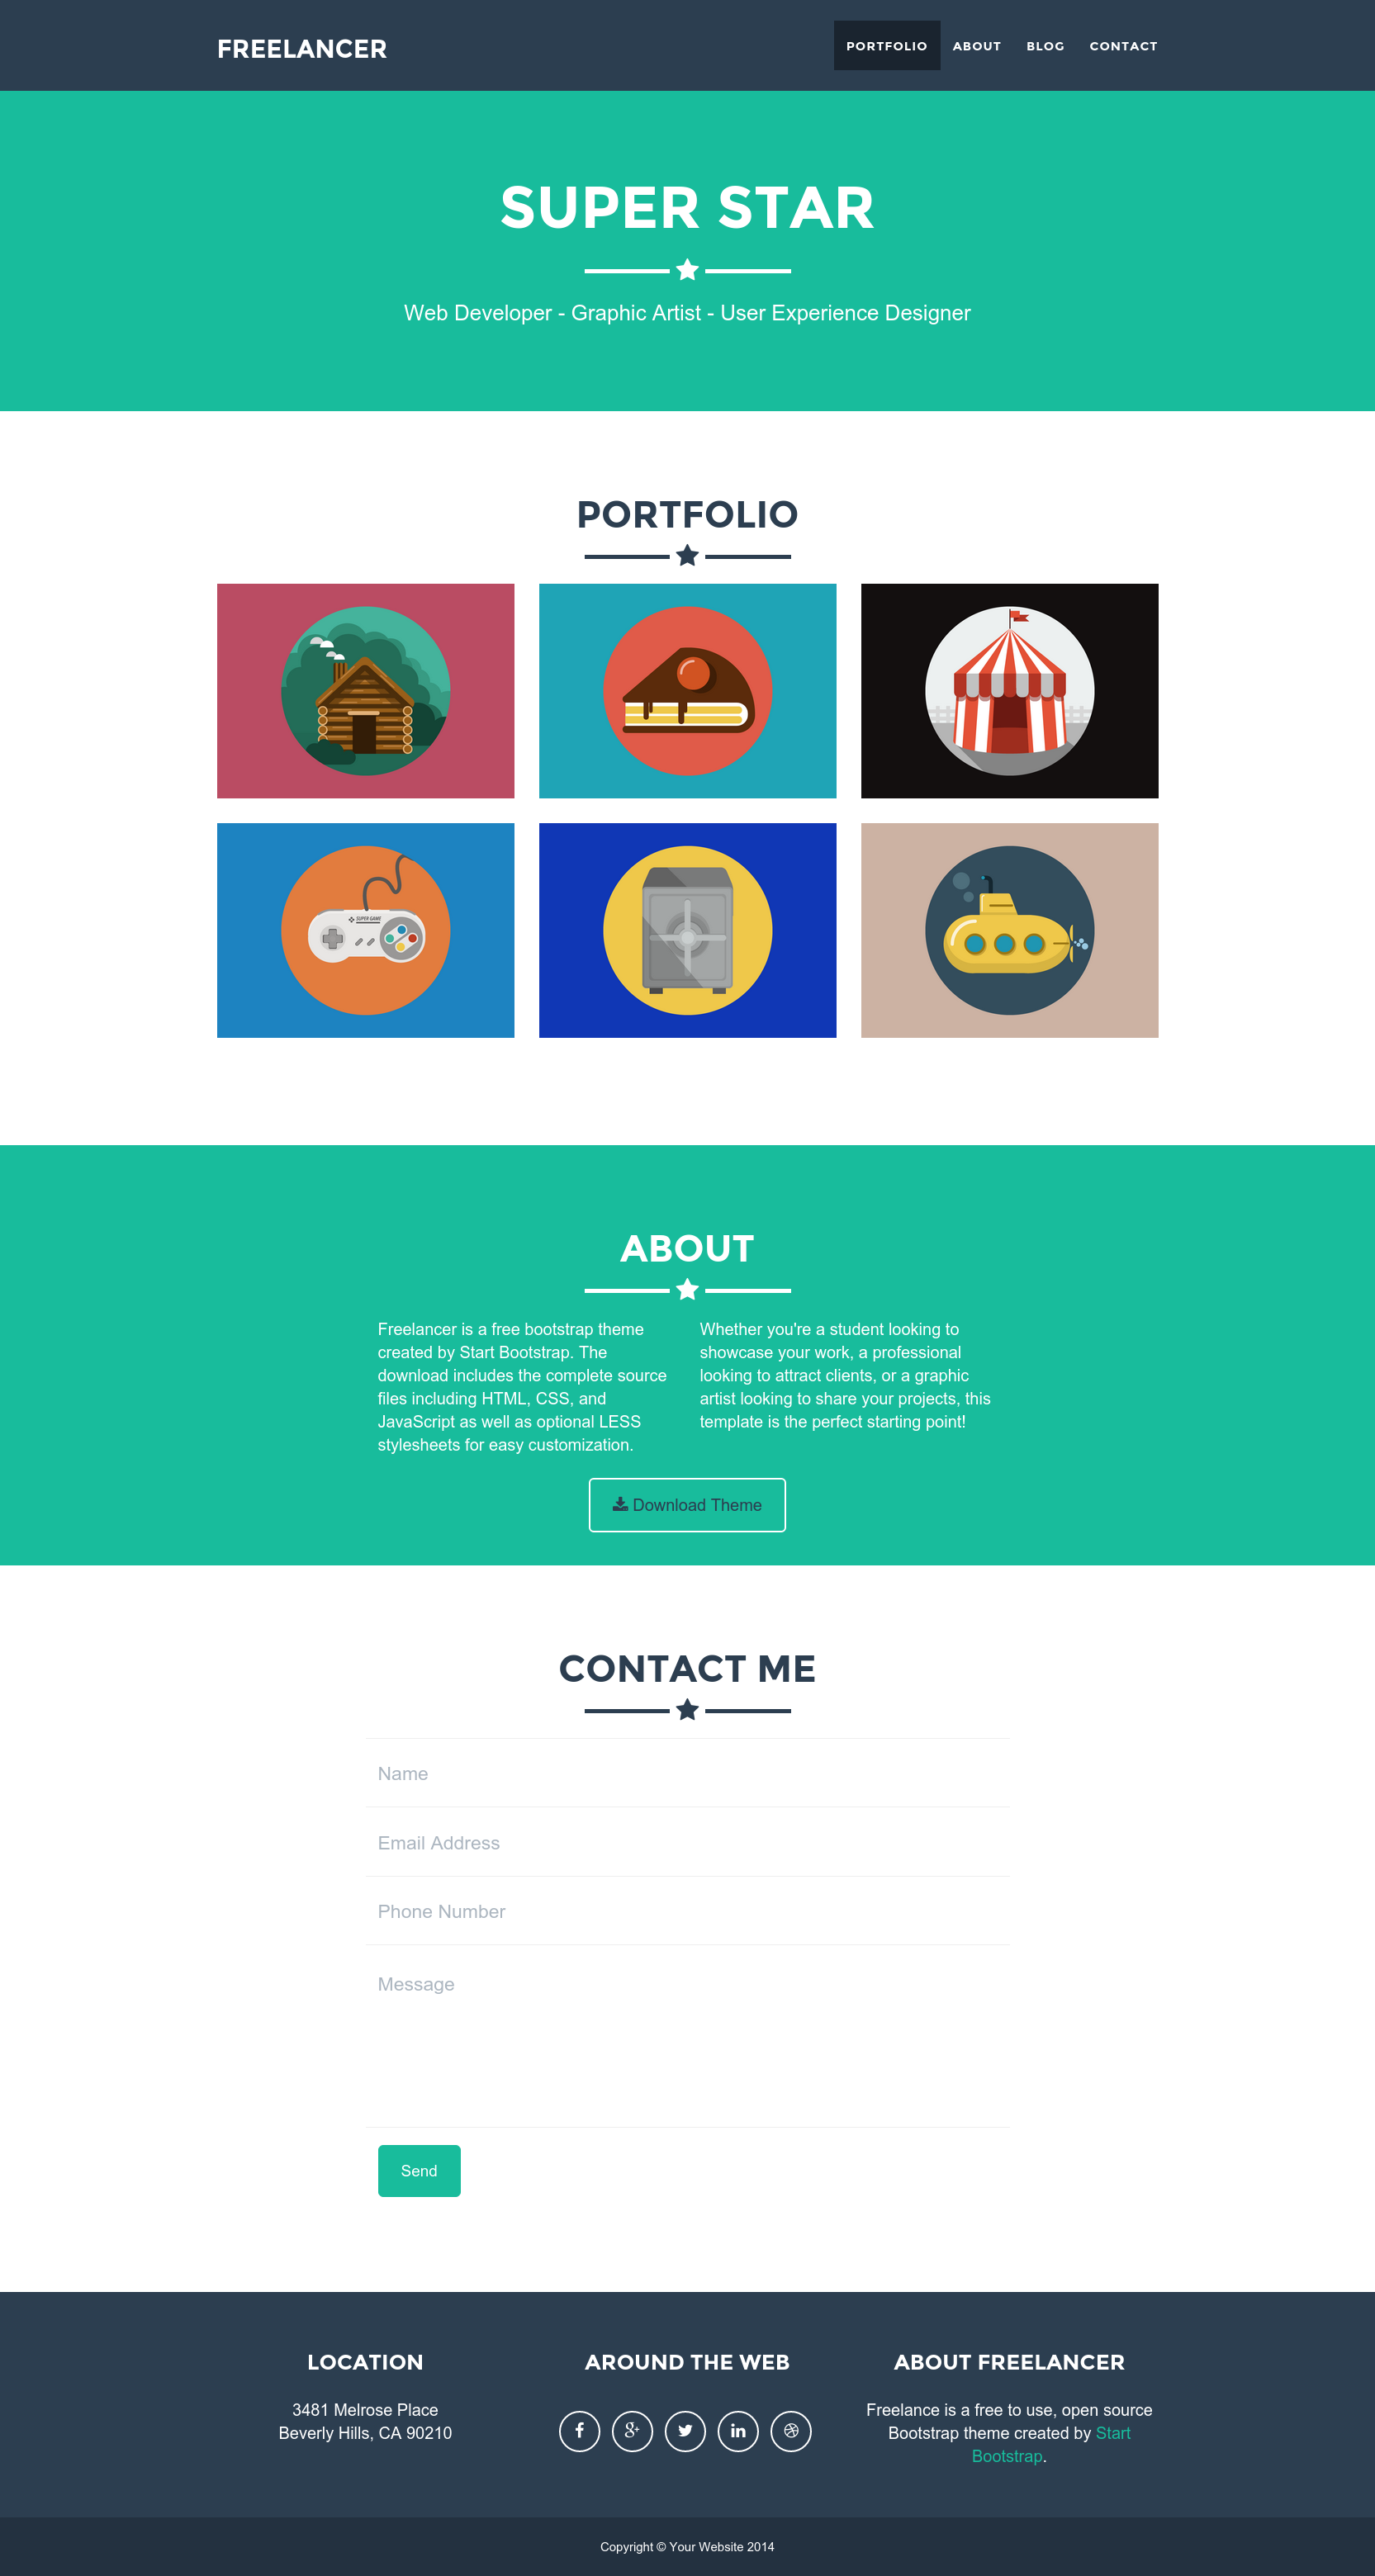 FREELANCER
PORTFOLIO ABOUT BLOG CONTACT
SUPER STAR
Web Developer - Graphic Artist - User Experience Designer
PORTFOLIO
SUPER GAME
ABOUT
Freelancer is a free bootstrap theme
created by Start Bootstrap. The
download includes the complete source
files including HTML, CSS, and
JavaScript as well as optional LESS
stylesheets for easy customization.
Whether you're a student looking to
showcase your work, a professional
looking to attract clients, or a graphic
artist looking to share your projects, this
template is the perfect starting point!
Download Theme
CONTACT ME
Name
Email Address
Phone Number
Message
Send
LOCATION
3481 Melrose Place
Beverly Hills, CA 90210
AROUND THE WEB
ABOUT FREELANCER
Freelance is a free to use, open source
Bootstrap theme created by Start
Bootstrap.
Copyright © Your Website 2014